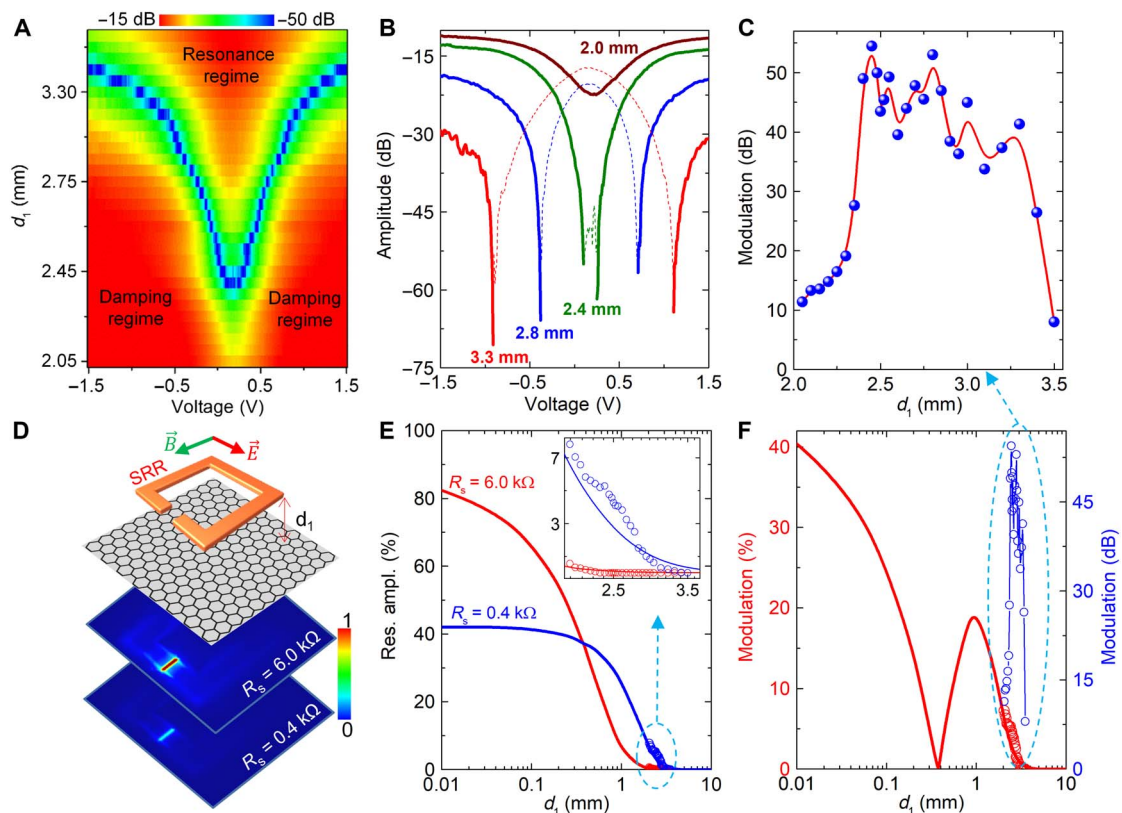 A
−15 dB
−50 dB
Resonance
regime
Damping
regime
Damping
regime
3.30
2.75
2.45
2.05
d₁ (mm)
−1.5
−0.5
0.5
1.5
Voltage (V)
B
2.0 mm
2.4 mm
2.8 mm
3.3 mm
−15
−30
−45
−60
−75
Amplitude (dB)
−1.5
−0.5
0.5
1.5
Voltage (V)
C
60
50
40
30
20
10
0
Modulation (dB)
2.0
2.5
3.0
3.5
d₁ (mm)
D
B⃗
E⃗
SRR
d₁
Rₛ = 6.0 kΩ
Rₛ = 0.4 kΩ
1
0
E
100
80
60
40
20
0
Res. ampl. (%)
Rₛ = 6.0 kΩ
Rₛ = 0.4 kΩ
7
3
2.5
3.5
0.01
0.1
1
10
d₁ (mm)
F
40
35
30
25
20
15
10
5
0
Modulation (%)
45
30
15
0
Modulation (dB)
0.01
0.1
1
10
d₁ (mm)